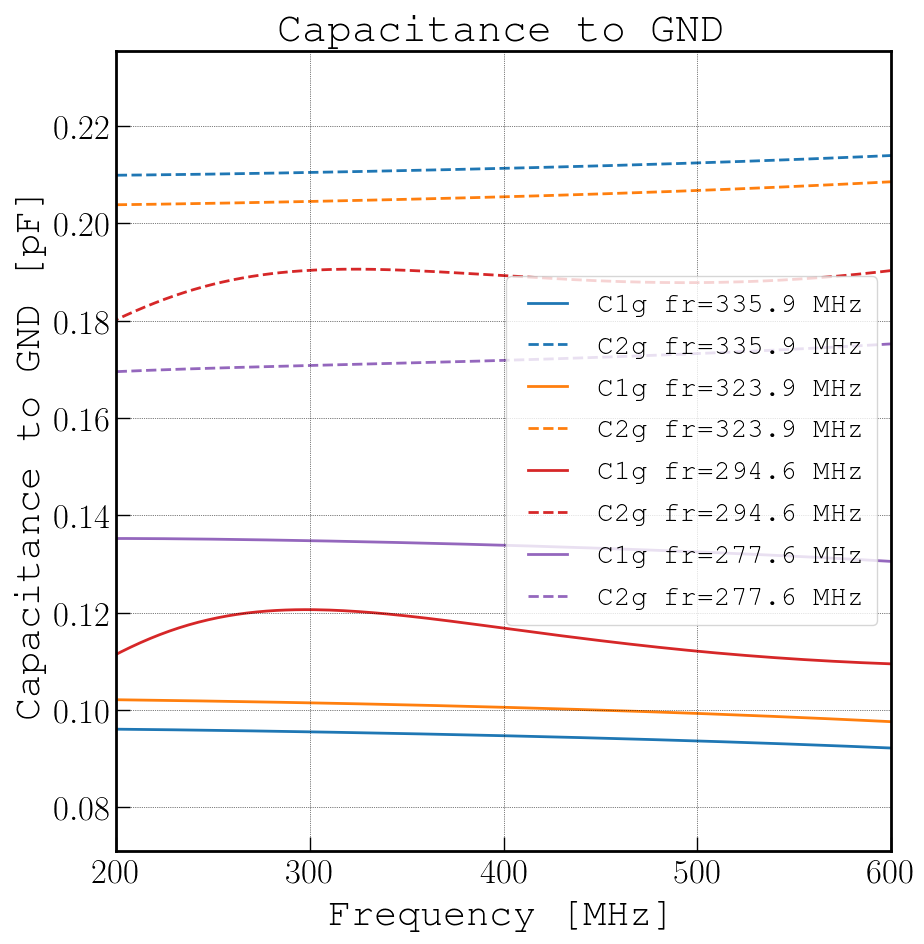 Capacitance to GND
Capacitance to GND [pF]
0.22
0.20
0.18
0.16
0.14
0.12
0.10
0.08
C1g fr=335.9 MHz
C2g fr=335.9 MHz
C1g fr=323.9 MHz
C2g fr=323.9 MHz
C1g fr=294.6 MHz
C2g fr=294.6 MHz
C1g fr=277.6 MHz
C2g fr=277.6 MHz
200 300 400 500 600
Frequency [MHz]